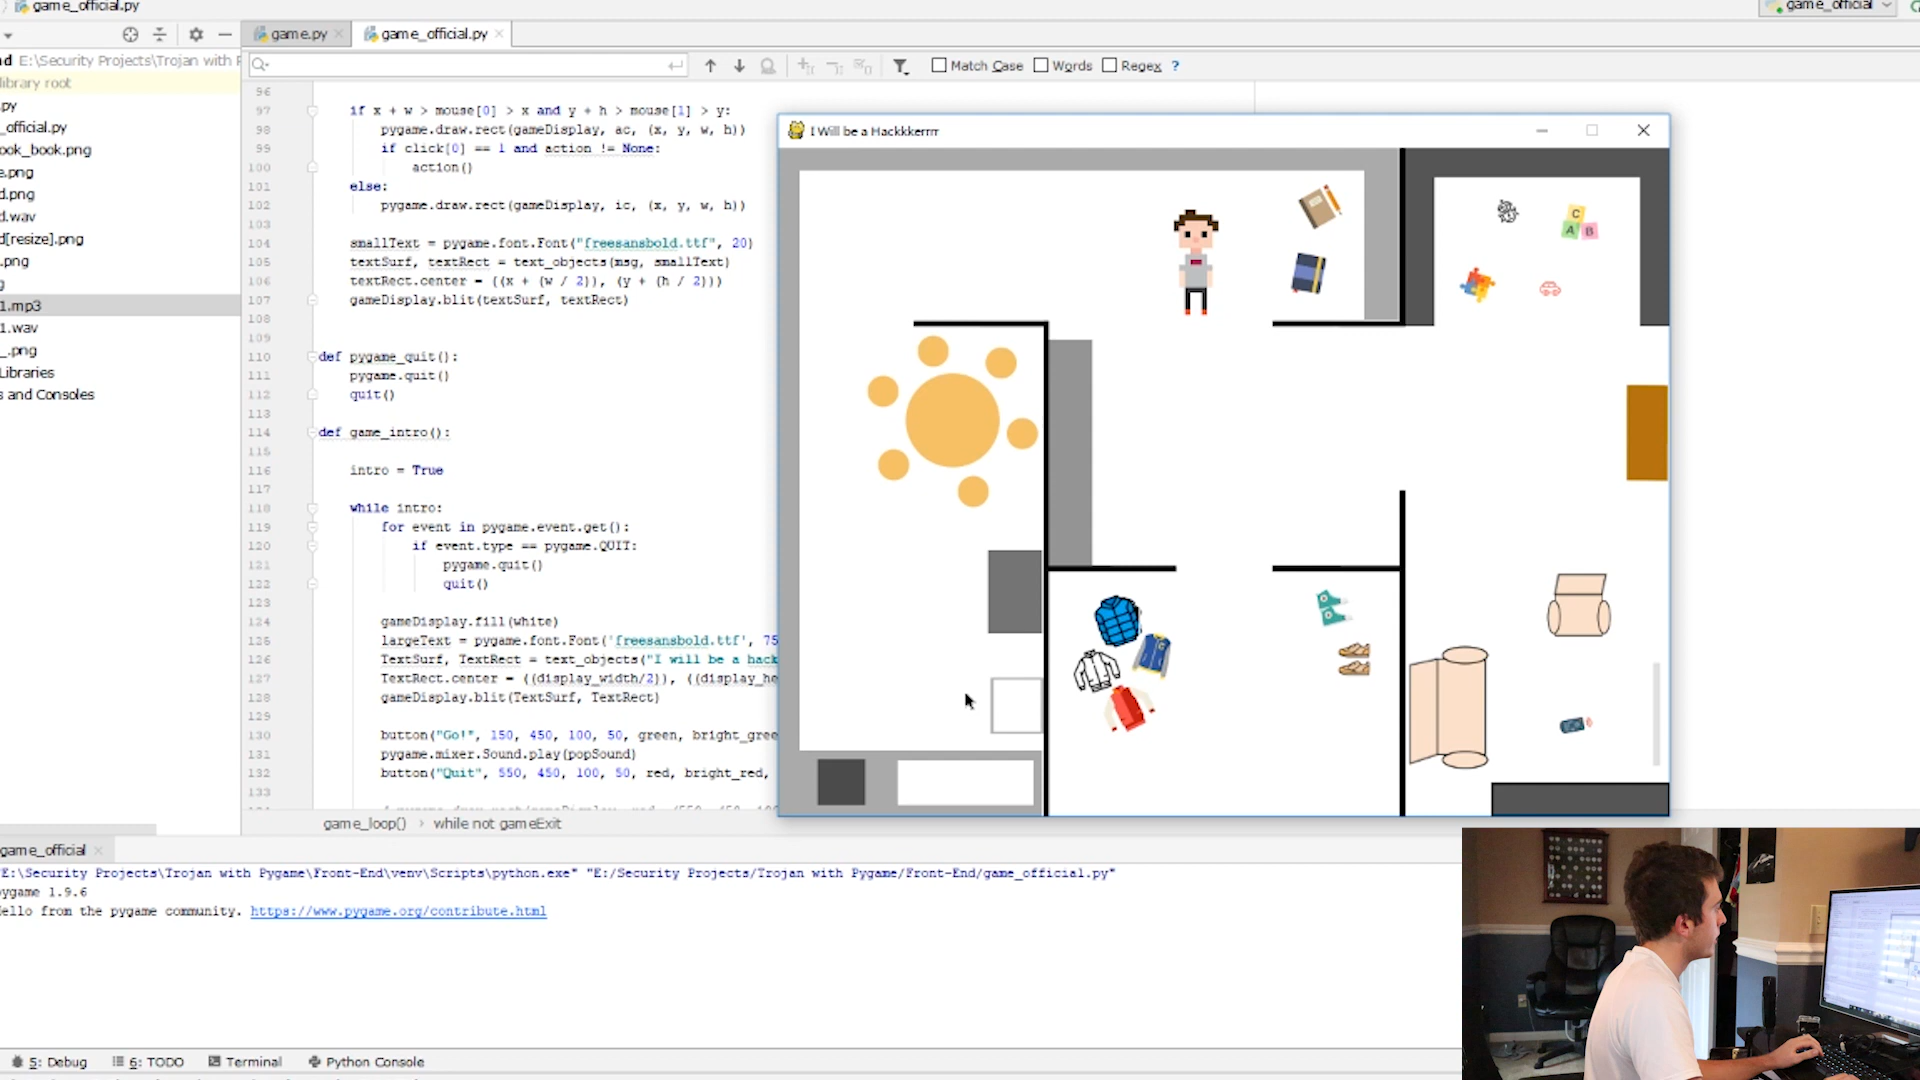 game_official.py
game_official
game.py
game_official.py
E:\Security Projects\Trojan with
library root
Match Case
Words
Regex
?
.py
_official.py
ook_book.png
e.png
d.png
d.wav
d[resize].png
.png
g
1.mp3
1.wav
_.png
Libraries
s and Consoles
96
97 if x + w > mouse[0] > x and y + h > mouse[1] > y:
98 pygame.draw.rect(gameDisplay, ac, (x, y, w, h))
99 if click[0] == 1 and action != None:
100 action()
101 else:
102 pygame.draw.rect(gameDisplay, ic, (x, y, w, h))
103
104 smallText = pygame.font.Font("freesansbold.ttf", 20)
105 textSurf, textRect = text_objects(msg, smallText)
106 textRect.center = ((x + (w / 2)), (y + (h / 2)))
107 gameDisplay.blit(textSurf, textRect)
108
109
110 def pygame_quit():
111 pygame.quit()
112 quit()
113
114 def game_intro():
115
116 intro = True
117
118 while intro:
119 for event in pygame.event.get():
120 if event.type == pygame.QUIT:
121 pygame.quit()
122 quit()
123
124 gameDisplay.fill(white)
125 largeText = pygame.font.Font('freesansbold.ttf', 75
126 TextSurf, TextRect = text_objects("I will be a hack
127 TextRect.center = ((display_width/2)), ((display_he
128 gameDisplay.blit(TextSurf, TextRect)
129
130 button("Go!", 150, 450, 100, 50, green, bright_gree
131 pygame.mixer.Sound.play(popSound)
132 button("Quit", 550, 450, 100, 50, red, bright_red,
133
game_loop() › while not gameExit
I Will be a Hackkkerrrr
C
A B
game_official
E:\Security Projects\Trojan with Pygame\Front-End\venv\Scripts\python.exe" "E:/Security Projects/Trojan with Pygame/Front-End/game_official.py"
pygame 1.9.6
ello from the pygame community. https://www.pygame.org/contribute.html
5: Debug
6: TODO
Terminal
Python Console